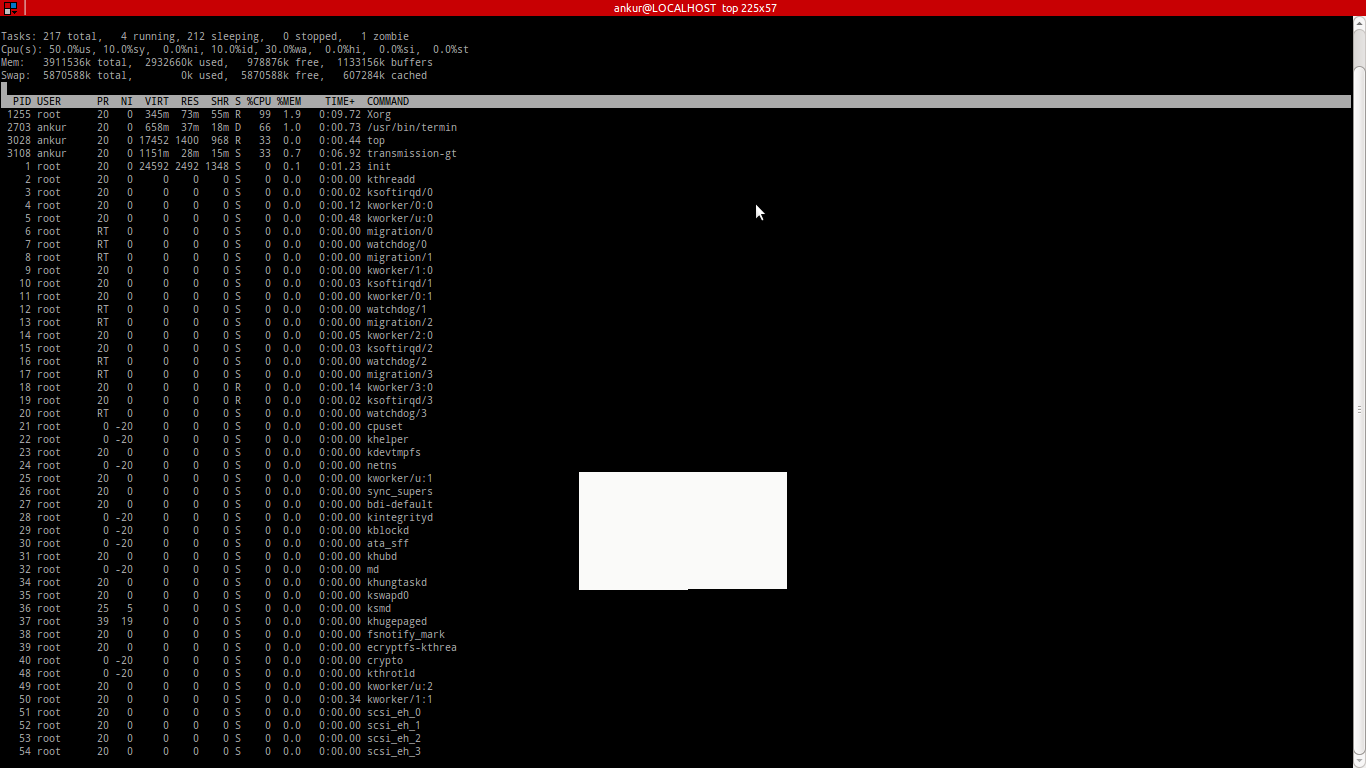 ankur@LOCALHOST top 225x57
Tasks: 217 total,   4 running, 212 sleeping,   0 stopped,   1 zombie
Cpu(s): 50.0%us, 10.0%sy,  0.0%ni, 10.0%id, 30.0%wa,  0.0%hi,  0.0%si,  0.0%st
Mem:   3911536k total,  2932660k used,   978876k free,  1133156k buffers
Swap:  5870588k total,        0k used,  5870588k free,   607284k cached
PID USER      PR  NI  VIRT  RES  SHR S %CPU %MEM    TIME+  COMMAND
1255 root      20   0  345m  73m  55m R   99  1.9   0:09.72 Xorg
2703 ankur     20   0  658m  37m  18m D   66  1.0   0:00.73 /usr/bin/termin
3028 ankur     20   0 17452 1400  968 R   33  0.0   0:00.44 top
3108 ankur     20   0 1151m  28m  15m S   33  0.7   0:06.92 transmission-gt
1 root      20   0 24592 2492 1348 S    0  0.1   0:01.23 init
2 root      20   0     0    0    0 S    0  0.0   0:00.00 kthreadd
3 root      20   0     0    0    0 S    0  0.0   0:00.02 ksoftirqd/0
4 root      20   0     0    0    0 S    0  0.0   0:00.12 kworker/0:0
5 root      20   0     0    0    0 S    0  0.0   0:00.48 kworker/u:0
6 root      RT   0     0    0    0 S    0  0.0   0:00.00 migration/0
7 root      RT   0     0    0    0 S    0  0.0   0:00.00 watchdog/0
8 root      RT   0     0    0    0 S    0  0.0   0:00.00 migration/1
9 root      20   0     0    0    0 S    0  0.0   0:00.00 kworker/1:0
10 root      20   0     0    0    0 S    0  0.0   0:00.03 ksoftirqd/1
11 root      20   0     0    0    0 S    0  0.0   0:00.00 kworker/0:1
12 root      RT   0     0    0    0 S    0  0.0   0:00.00 watchdog/1
13 root      RT   0     0    0    0 S    0  0.0   0:00.00 migration/2
14 root      20   0     0    0    0 S    0  0.0   0:00.05 kworker/2:0
15 root      20   0     0    0    0 S    0  0.0   0:00.03 ksoftirqd/2
16 root      RT   0     0    0    0 S    0  0.0   0:00.00 watchdog/2
17 root      RT   0     0    0    0 S    0  0.0   0:00.00 migration/3
18 root      20   0     0    0    0 R    0  0.0   0:00.14 kworker/3:0
19 root      20   0     0    0    0 R    0  0.0   0:00.02 ksoftirqd/3
20 root      RT   0     0    0    0 S    0  0.0   0:00.00 watchdog/3
21 root       0 -20     0    0    0 S    0  0.0   0:00.00 cpuset
22 root       0 -20     0    0    0 S    0  0.0   0:00.00 khelper
23 root      20   0     0    0    0 S    0  0.0   0:00.00 kdevtmpfs
24 root       0 -20     0    0    0 S    0  0.0   0:00.00 netns
25 root      20   0     0    0    0 S    0  0.0   0:00.00 kworker/u:1
26 root      20   0     0    0    0 S    0  0.0   0:00.00 sync_supers
27 root      20   0     0    0    0 S    0  0.0   0:00.00 bdi-default
28 root       0 -20     0    0    0 S    0  0.0   0:00.00 kintegrityd
29 root       0 -20     0    0    0 S    0  0.0   0:00.00 kblockd
30 root       0 -20     0    0    0 S    0  0.0   0:00.00 ata_sff
31 root      20   0     0    0    0 S    0  0.0   0:00.00 khubd
32 root       0 -20     0    0    0 S    0  0.0   0:00.00 md
34 root      20   0     0    0    0 S    0  0.0   0:00.00 khungtaskd
35 root      20   0     0    0    0 S    0  0.0   0:00.00 kswapd0
36 root      25   5     0    0    0 S    0  0.0   0:00.00 ksmd
37 root      39  19     0    0    0 S    0  0.0   0:00.00 khugepaged
38 root      20   0     0    0    0 S    0  0.0   0:00.00 fsnotify_mark
39 root      20   0     0    0    0 S    0  0.0   0:00.00 ecryptfs-kthrea
40 root       0 -20     0    0    0 S    0  0.0   0:00.00 crypto
48 root       0 -20     0    0    0 S    0  0.0   0:00.00 kthrotld
49 root      20   0     0    0    0 S    0  0.0   0:00.00 kworker/u:2
50 root      20   0     0    0    0 S    0  0.0   0:00.34 kworker/1:1
51 root      20   0     0    0    0 S    0  0.0   0:00.00 scsi_eh_0
52 root      20   0     0    0    0 S    0  0.0   0:00.00 scsi_eh_1
53 root      20   0     0    0    0 S    0  0.0   0:00.00 scsi_eh_2
54 root      20   0     0    0    0 S    0  0.0   0:00.00 scsi_eh_3